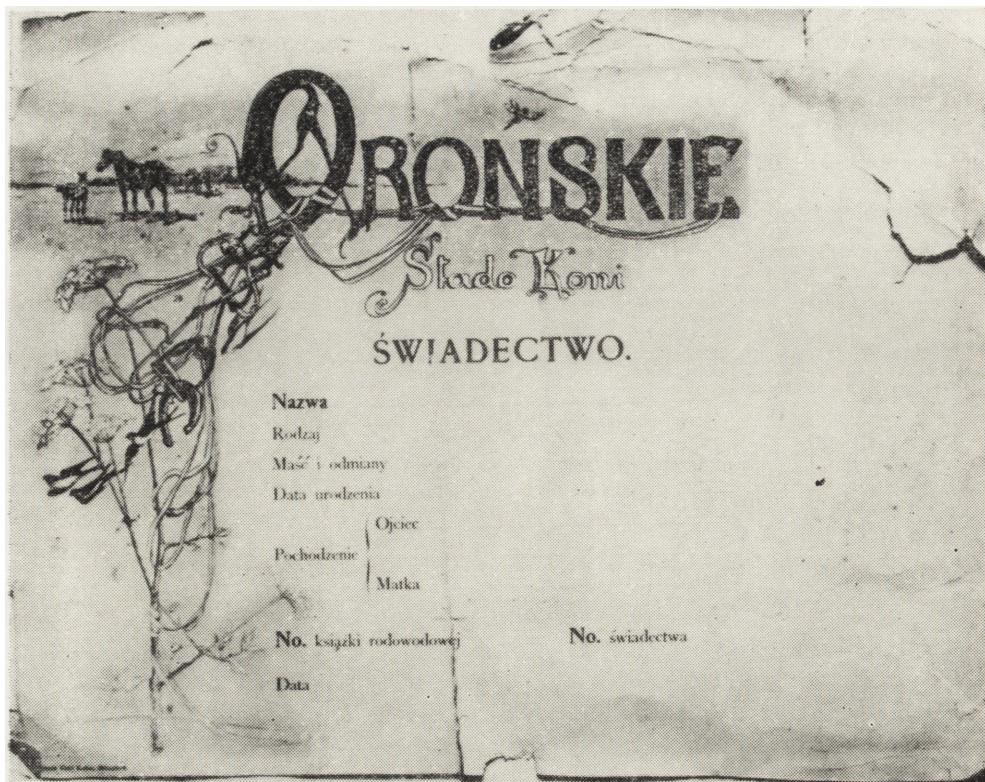 ORONSKIE
Stado Koni
ŚWIADECTWO.
Nazwa
Rodzaj
Maść i odmiany
Data urodzenia
Ojciec
Pochodzenie
Matka
No. książki rodowodowej No. świadectwa
Data